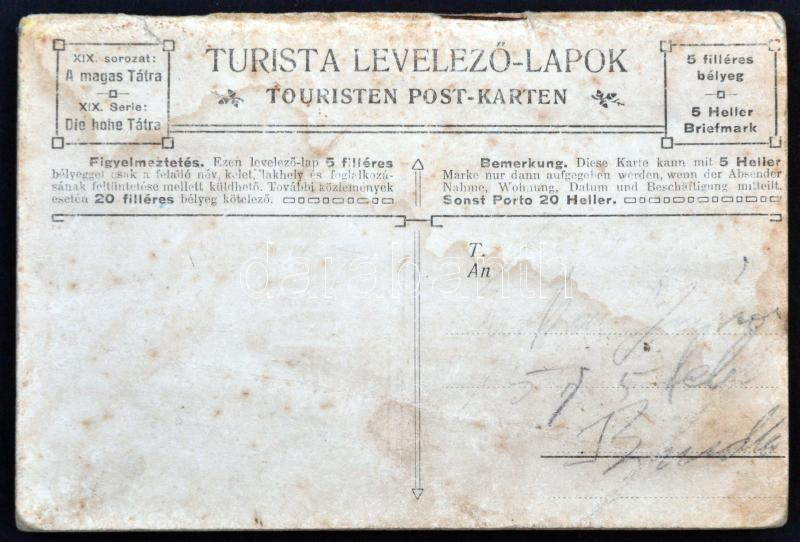 XIX. sorozat:
A magas Tátra
XIX. Serie:
Die hohe Tátra
TURISTA LEVELEZŐ-LAPOK
TOURISTEN POST-KARTEN
5 filléres
bélyeg
5 Heller
Briefmark
Figyelmeztetés. Ezen levelező-lap 5 filléres
bélyeggel csak a feladó név, kelet, lakhely és foglalkozá-
sának feltüntetése mellett küldhető. További közlemények
esetén 20 filléres bélyeg kötelező.
Bemerkung. Diese Karte kann mit 5 Heller
Marke nur dann aufgegeben werden, wenn der Absender
Nahme, Wohnung, Datum und Beschäftigung mitteilt.
Sonst Porto 20 Heller.
T.
An
darabanth